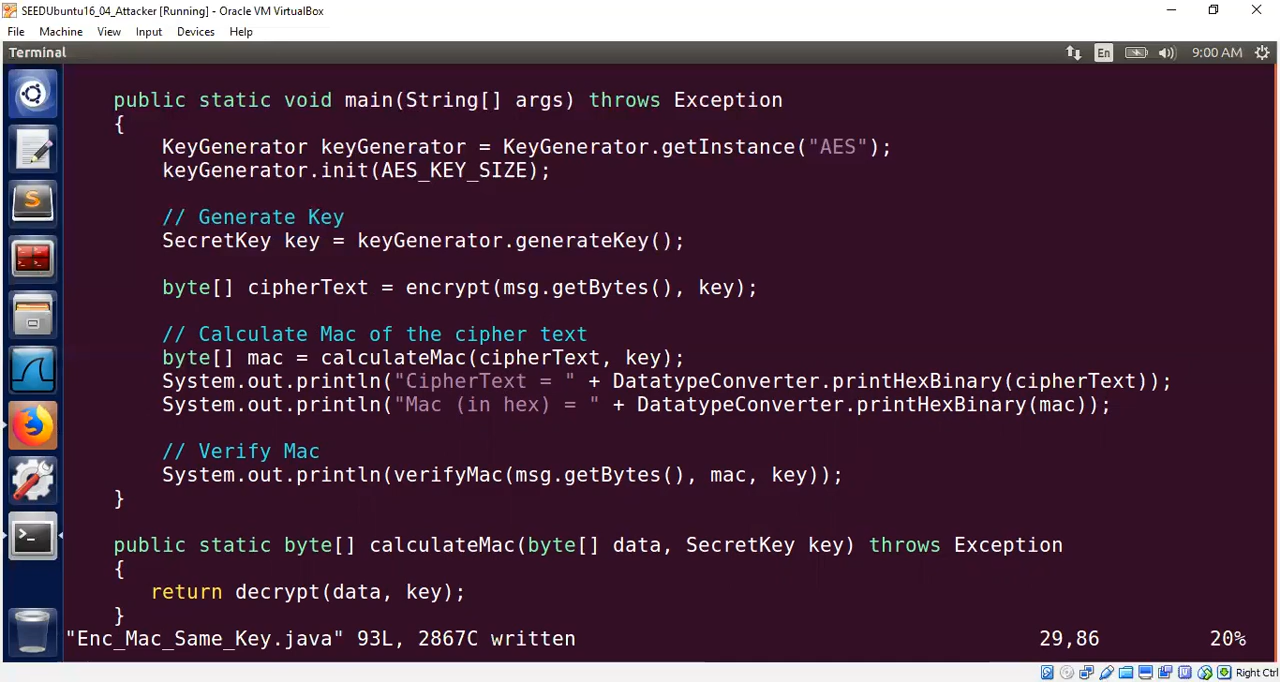 SEEDUbuntu16_04_Attacker [Running] - Oracle VM VirtualBox
File Machine View Input Devices Help
Terminal En 9:00 AM
public static void main(String[] args) throws Exception
{
KeyGenerator keyGenerator = KeyGenerator.getInstance("AES");
keyGenerator.init(AES_KEY_SIZE);
// Generate Key
SecretKey key = keyGenerator.generateKey();
byte[] cipherText = encrypt(msg.getBytes(), key);
// Calculate Mac of the cipher text
byte[] mac = calculateMac(cipherText, key);
System.out.println("CipherText = " + DatatypeConverter.printHexBinary(cipherText));
System.out.println("Mac (in hex) = " + DatatypeConverter.printHexBinary(mac));
// Verify Mac
System.out.println(verifyMac(msg.getBytes(), mac, key));
}
public static byte[] calculateMac(byte[] data, SecretKey key) throws Exception
{
return decrypt(data, key);
}
"Enc_Mac_Same_Key.java" 93L, 2867C written 29,86 20%
Right Ctrl